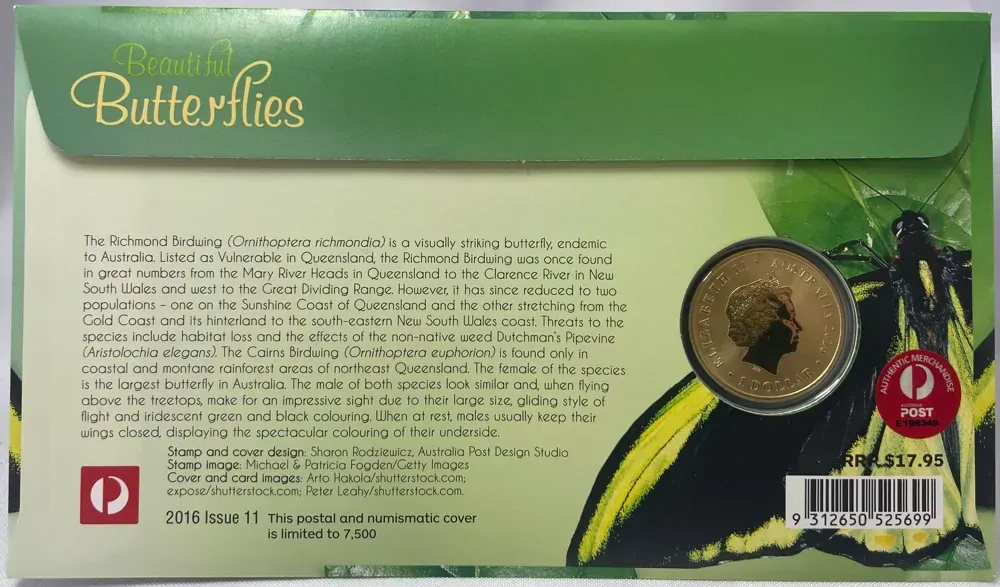 Beautiful
Butterflies
The Richmond Birdwing (Ornithoptera richmondia) is a visually striking butterfly, endemic
to Australia. Listed as Vulnerable in Queensland, the Richmond Birdwing was once found
in great numbers from the Mary River Heads in Queensland to the Clarence River in New
South Wales and west to the Great Dividing Range. However, it has since reduced to two
populations – one on the Sunshine Coast of Queensland and the other stretching from the
Gold Coast and its hinterland to the south-eastern New South Wales coast. Threats to the
species include habitat loss and the effects of the non-native weed Dutchman's Pipevine
(Aristolochia elegans). The Cairns Birdwing (Ornithoptera euphorion) is found only in
coastal and montane rainforest areas of northeast Queensland. The female of the species
is the largest butterfly in Australia. The male of both species look similar and, when flying
above the treetops, make for an impressive sight due to their large size, gliding style of
flight and iridescent green and black colouring. When at rest, males usually keep their
wings closed, displaying the spectacular colouring of their underside.
Stamp and cover design: Sharon Rodziewicz, Australia Post Design Studio
Stamp image: Michael & Patricia Fogden/Getty Images
Cover and card images: Arto Hakola/shutterstock.com;
expose/shutterstock.com; Peter Leahy/shutterstock.com.
2016 Issue 11 This postal and numismatic cover
is limited to 7,500
ELIZABETH II AUSTRALIA 2016
1 DOLLAR
AUTHENTIC MERCHANDISE
AUSTRALIA
POST
E199349
RRP $17.95
9 312650 525699